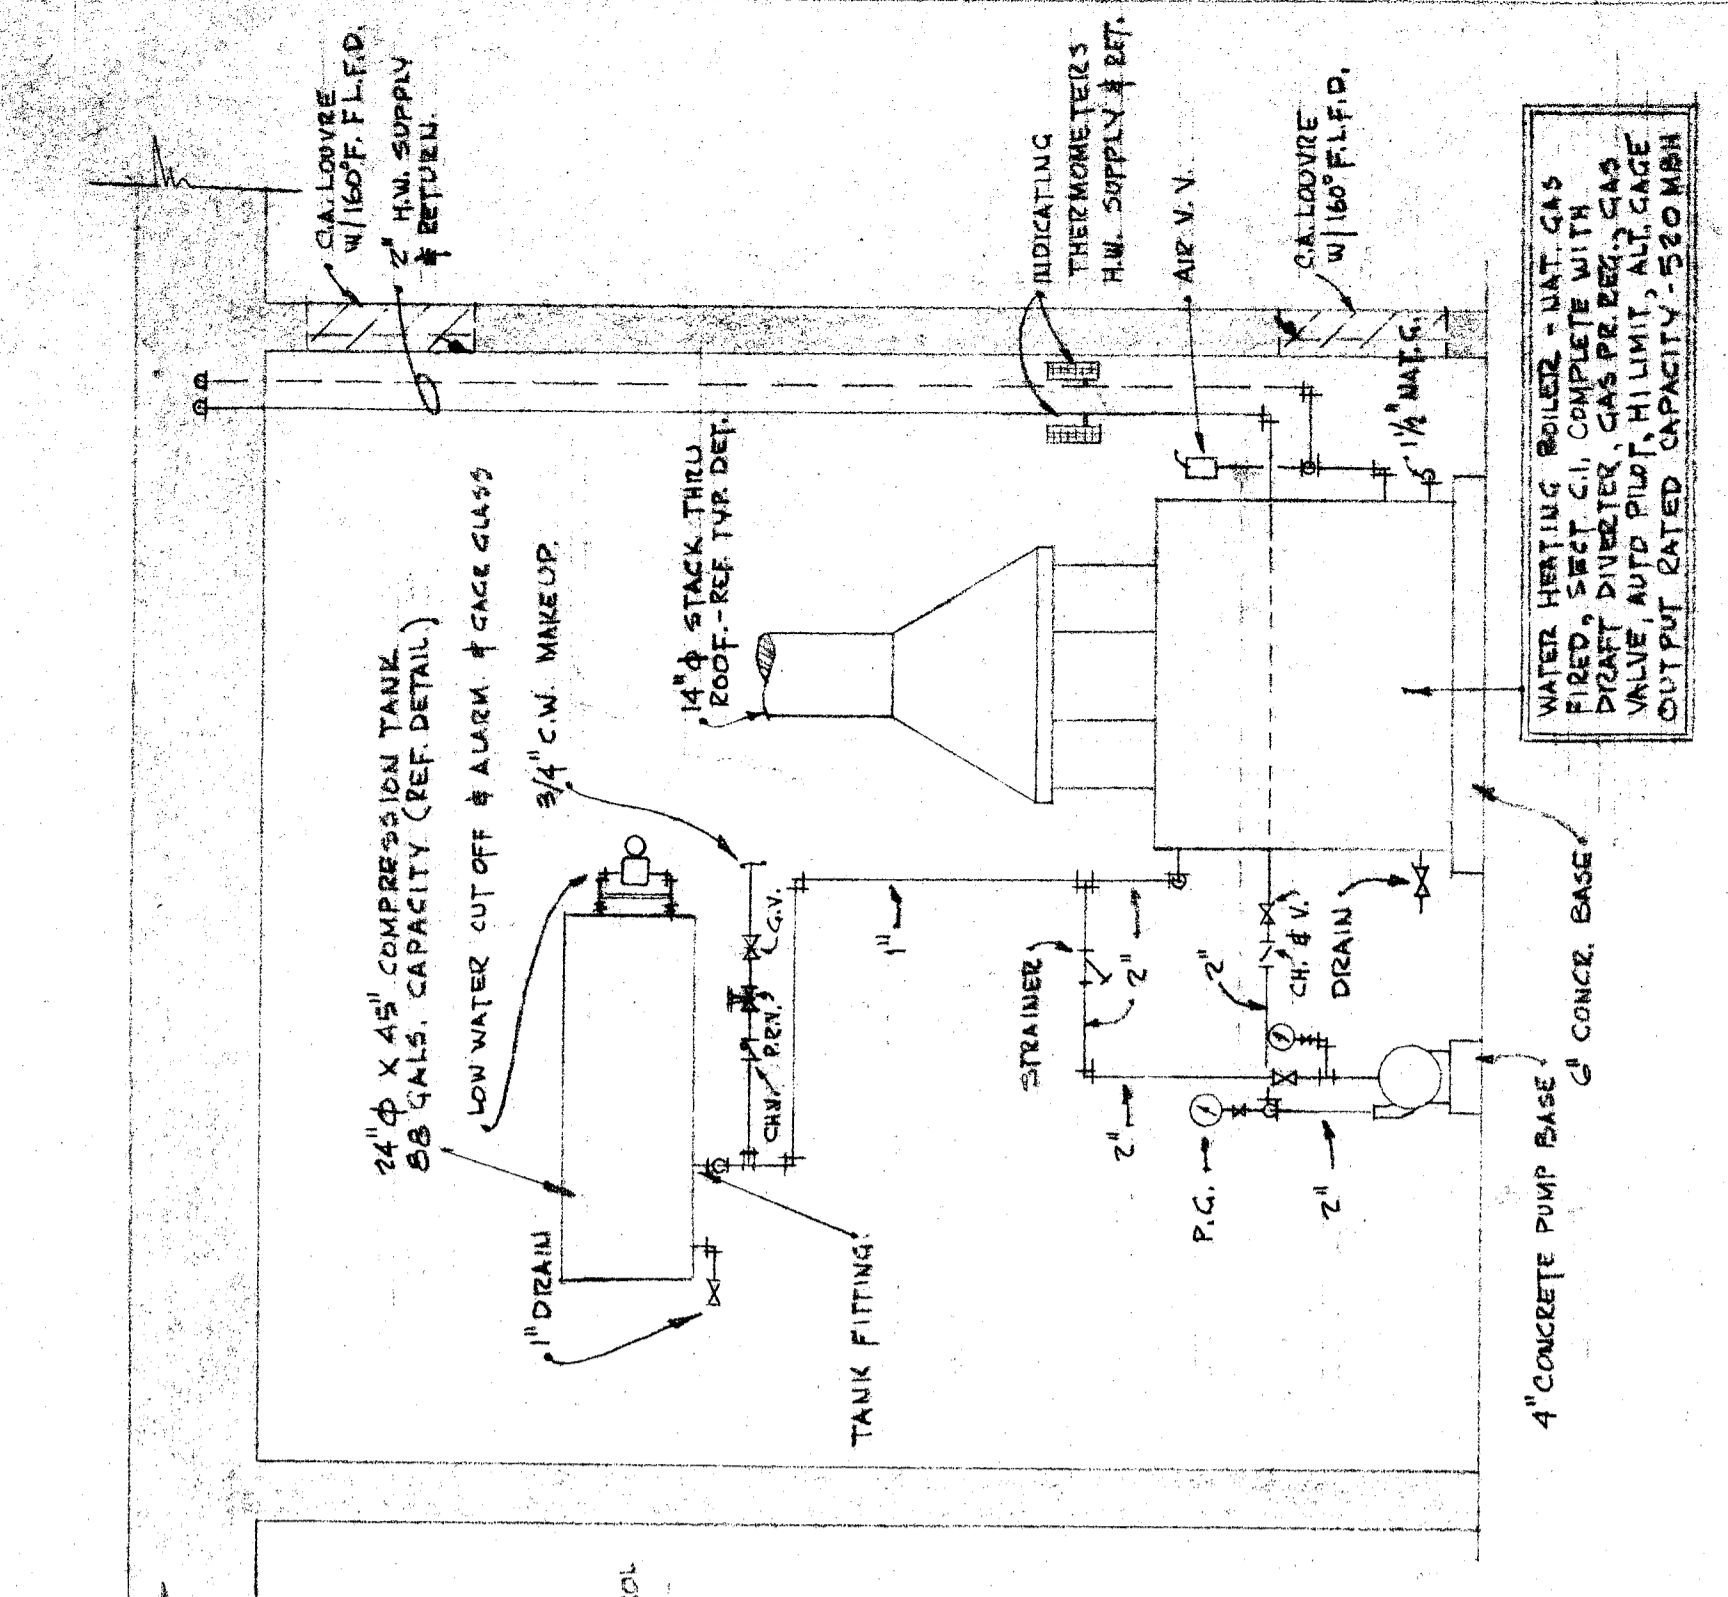 C.A. LOUVRE
W/160°F. F.L.F.D.
2" H.W. SUPPLY
& RETURN.
24"Φ X 45" COMPRESSION TANK
88 GALS. CAPACITY (REF. DETAIL)
LOW WATER CUT OFF & ALARM & GAGE GLASS
3/4" C.W. MAKEUP.
1" DRAIN
G.V.
P.R.V.
CH.V.
TANK FITTING.
14"Φ STACK THRU
ROOF.-REF. TYP. DET.
1"
INDICATING
THERMOMETERS
H.W. SUPPLY & RET.
AIR V. V.
C.A. LOUVRE
W/160°F.L.F.D.
1½" NAT.G.
STRAINER
2"
2"
2"
2"
CH. & V.
DRAIN
P.G.
2"
4" CONCRETE PUMP BASE
6" CONCR. BASE
WATER HEATING BOILER - NAT. GAS
FIRED, SECT C.I. COMPLETE WITH
DRAFT DIVERTER, GAS PR. REG., GAS
VALVE, AUTO PILOT, HI LIMIT, ALT. GAGE
OUTPUT RATED CAPACITY - 520 MBH